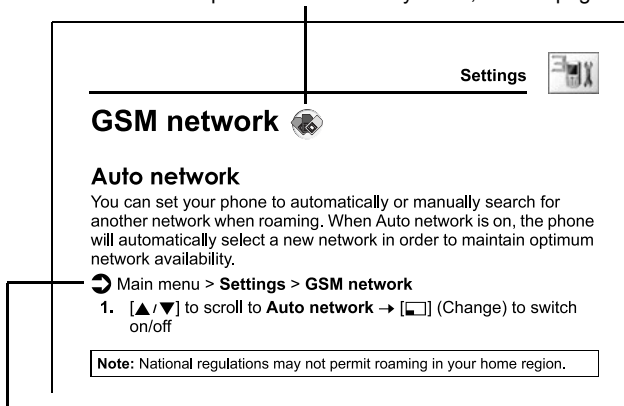 Settings
GSM network
Auto network
You can set your phone to automatically or manually search for
another network when roaming. When Auto network is on, the phone
will automatically select a new network in order to maintain optimum
network availability.
Main menu > Settings > GSM network
1. [▲/▼] to scroll to Auto network → [ ] (Change) to switch
on/off
Note: National regulations may not permit roaming in your home region.